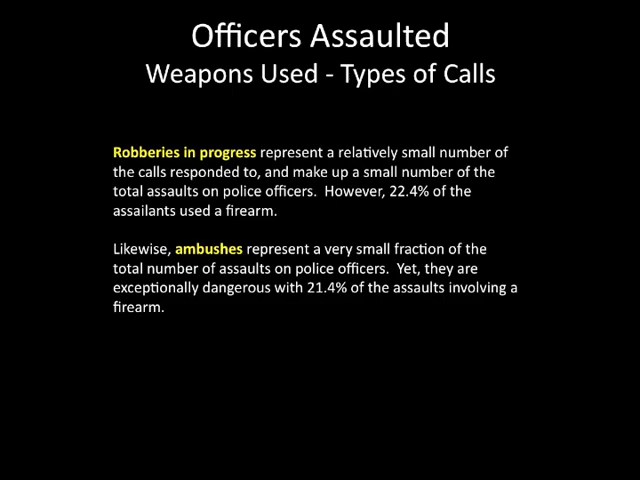 Officers Assaulted
Weapons Used - Types of Calls
Robberies in progress represent a relatively small number of
the calls responded to, and make up a small number of the
total assaults on police officers.  However, 22.4% of the
assailants used a firearm.
Likewise, ambushes represent a very small fraction of the
total number of assaults on police officers.  Yet, they are
exceptionally dangerous with 21.4% of the assaults involving a
firearm.